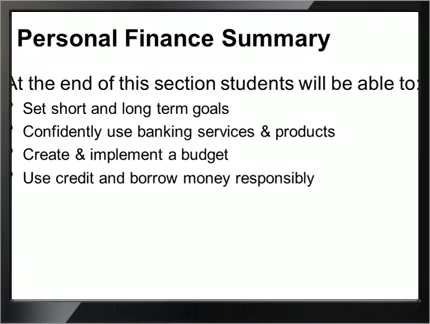 Personal Finance Summary
At the end of this section students will be able to:
Set short and long term goals
Confidently use banking services & products
Create & implement a budget
Use credit and borrow money responsibly